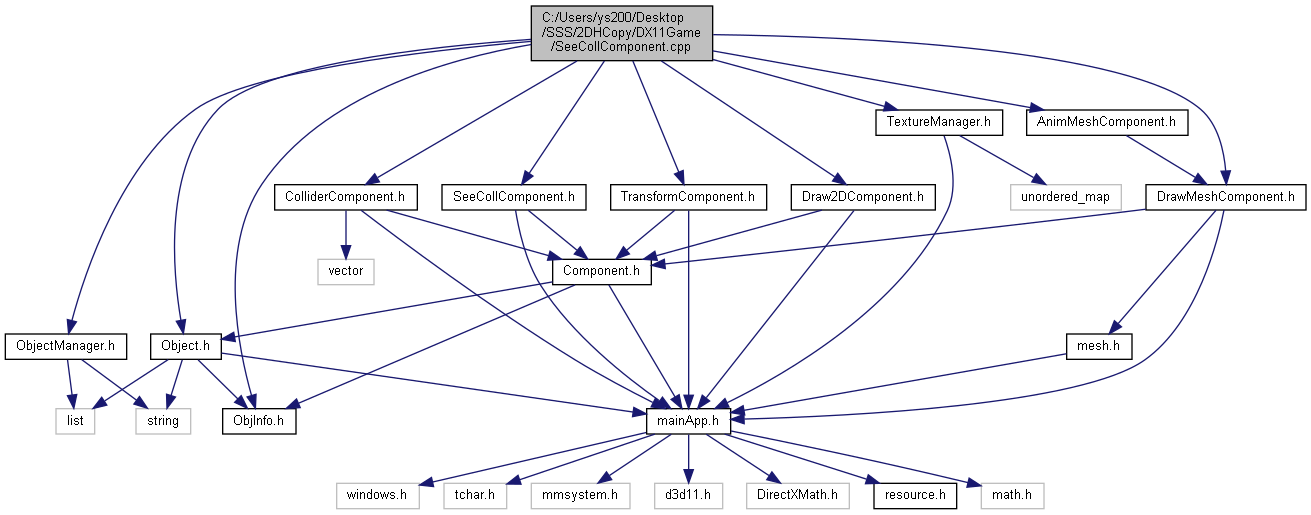 C:/Users/ys200/Desktop
/SSS/2DHCopy/DX11Game
/SeeCollComponent.cpp
TextureManager.h
AnimMeshComponent.h
ColliderComponent.h
SeeCollComponent.h
TransformComponent.h
Draw2DComponent.h
unordered_map
DrawMeshComponent.h
vector
Component.h
ObjectManager.h
Object.h
mesh.h
list
string
ObjInfo.h
mainApp.h
windows.h
tchar.h
mmsystem.h
d3d11.h
DirectXMath.h
resource.h
math.h